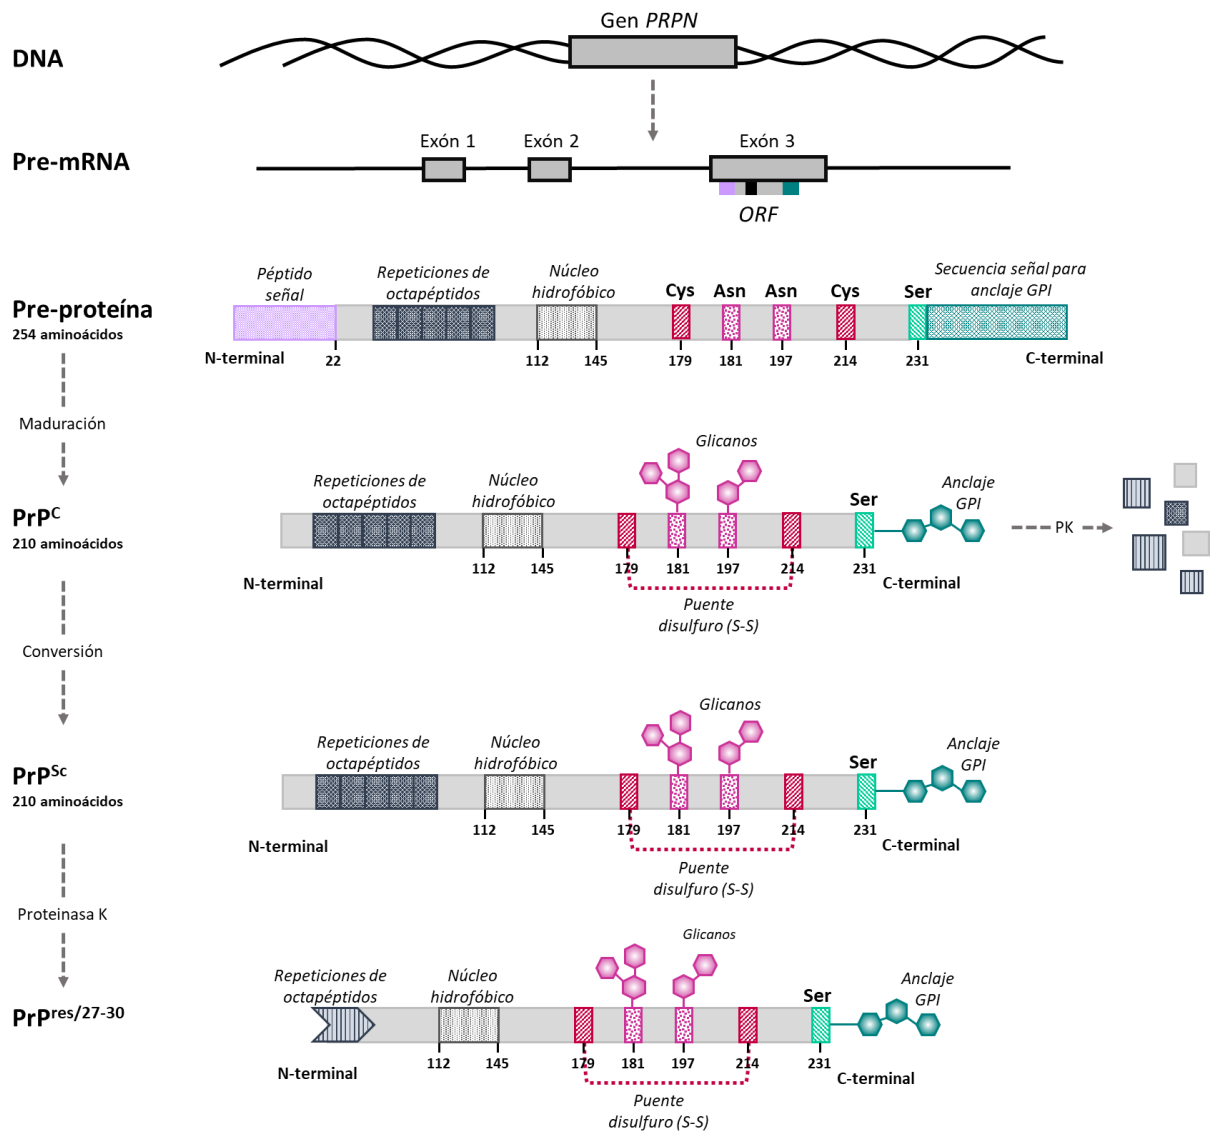 Gen PRPN
DNA
Pre-mRNA
Exón 1
Exón 2
Exón 3
ORF
Pre-proteína
254 aminoácidos
Péptido
señal
Repeticiones de
octapéptidos
Núcleo
hidrofóbico
Cys
Asn
Asn
Cys
Ser
Secuencia señal para
anclaje GPI
N-terminal
22
112
145
179
181
197
214
231
C-terminal
Maduración
PrPC
210 aminoácidos
Repeticiones de
octapéptidos
Núcleo
hidrofóbico
Glicanos
Ser
Anclaje
GPI
PK
N-terminal
112
145
179
181
197
214
231
C-terminal
Puente
disulfuro (S-S)
Conversión
PrPSc
210 aminoácidos
Repeticiones de
octapéptidos
Núcleo
hidrofóbico
Glicanos
Ser
Anclaje
GPI
N-terminal
112
145
179
181
197
214
231
C-terminal
Puente
disulfuro (S-S)
Proteinasa K
PrPres/27-30
Repeticiones de
octapéptidos
Núcleo
hidrofóbico
Glicanos
Ser
Anclaje
GPI
N-terminal
112
145
179
181
197
214
231
C-terminal
Puente
disulfuro (S-S)